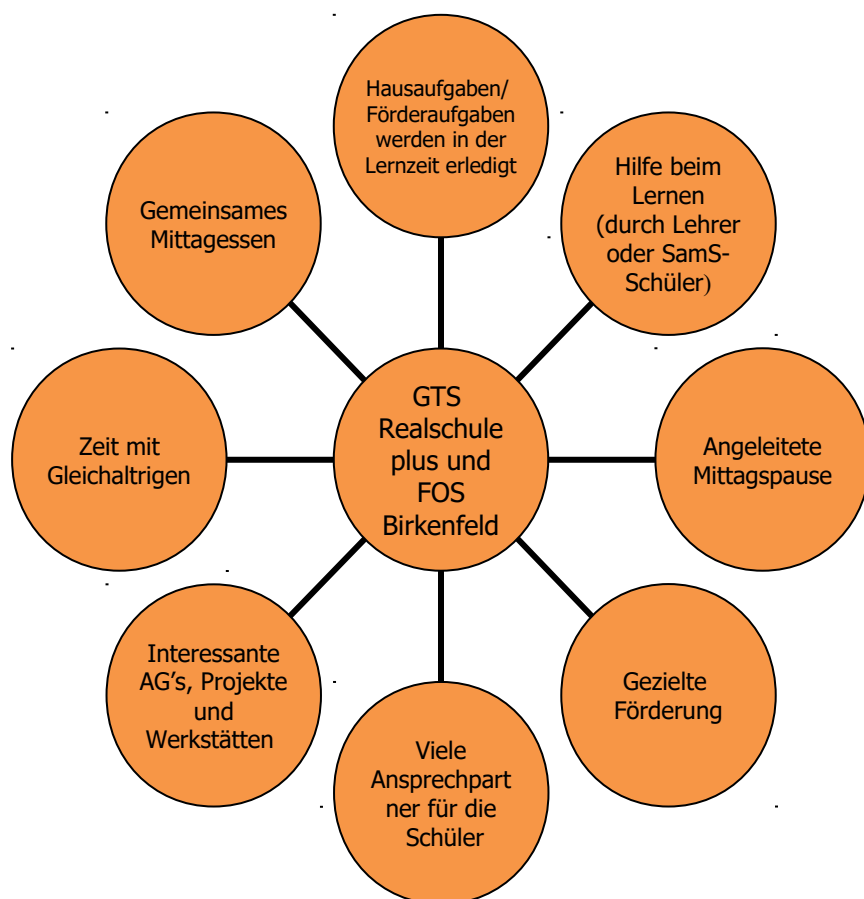 Hausaufgaben/
Förderaufgaben
werden in der
Lernzeit erledigt
Hilfe beim
Lernen
(durch Lehrer
oder SamS-
Schüler)
Angeleitete
Mittagspause
Gezielte
Förderung
Viele
Ansprechpart
ner für die
Schüler
Interessante
AG's, Projekte
und
Werkstätten
Zeit mit
Gleichaltrigen
Gemeinsames
Mittagessen
GTS
Realschule
plus und
FOS
Birkenfeld